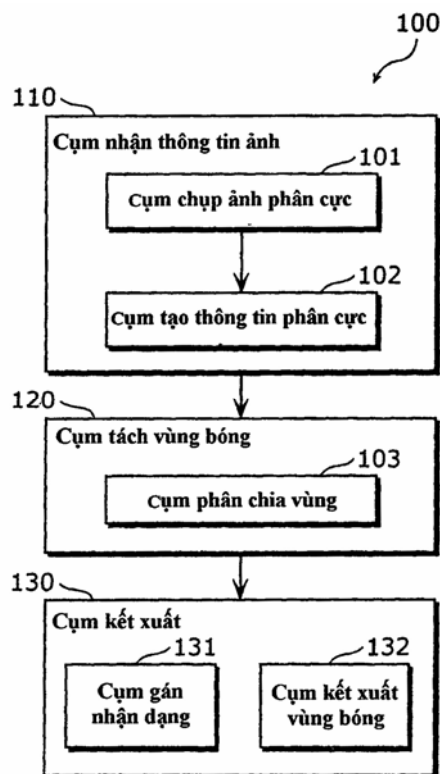 100
110
Cụm nhận thông tin ảnh
101
Cụm chụp ảnh phân cực
102
Cụm tạo thông tin phân cực
120
Cụm tách vùng bóng
103
Cụm phân chia vùng
130
Cụm kết xuất
131
Cụm gán
nhận dạng
132
Cụm kết xuất
vùng bóng